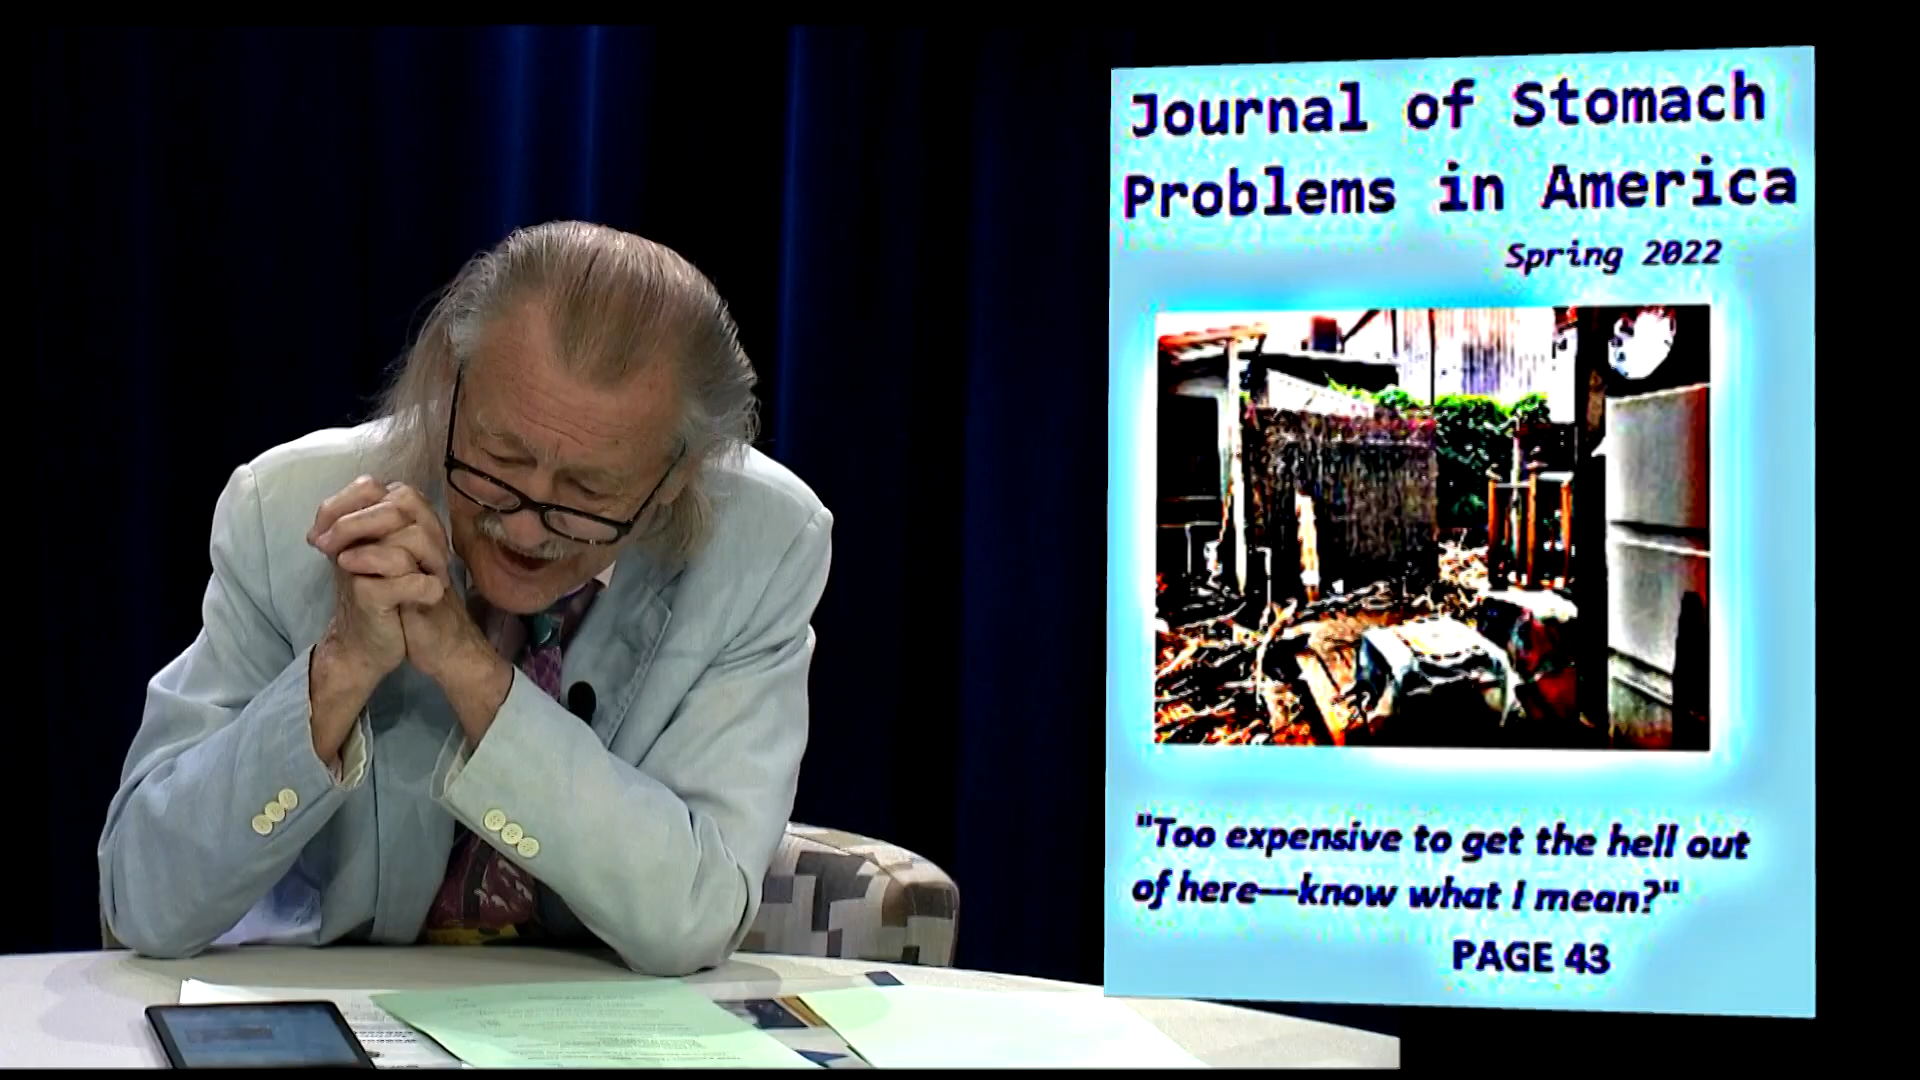 Journal of Stomach
Problems in America
Spring 2022
"Too expensive to get the hell out
of here—know what I mean?"
PAGE 43